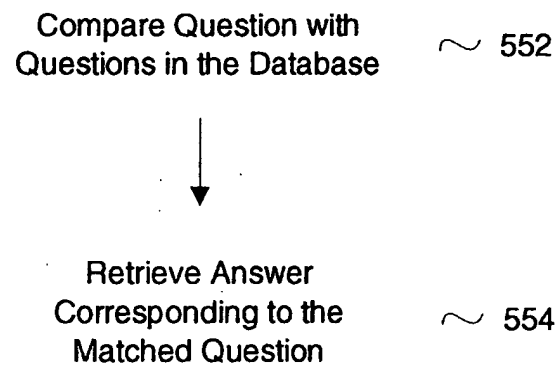 Compare Question with
Questions in the Database
552
Retrieve Answer
Corresponding to the
Matched Question
554